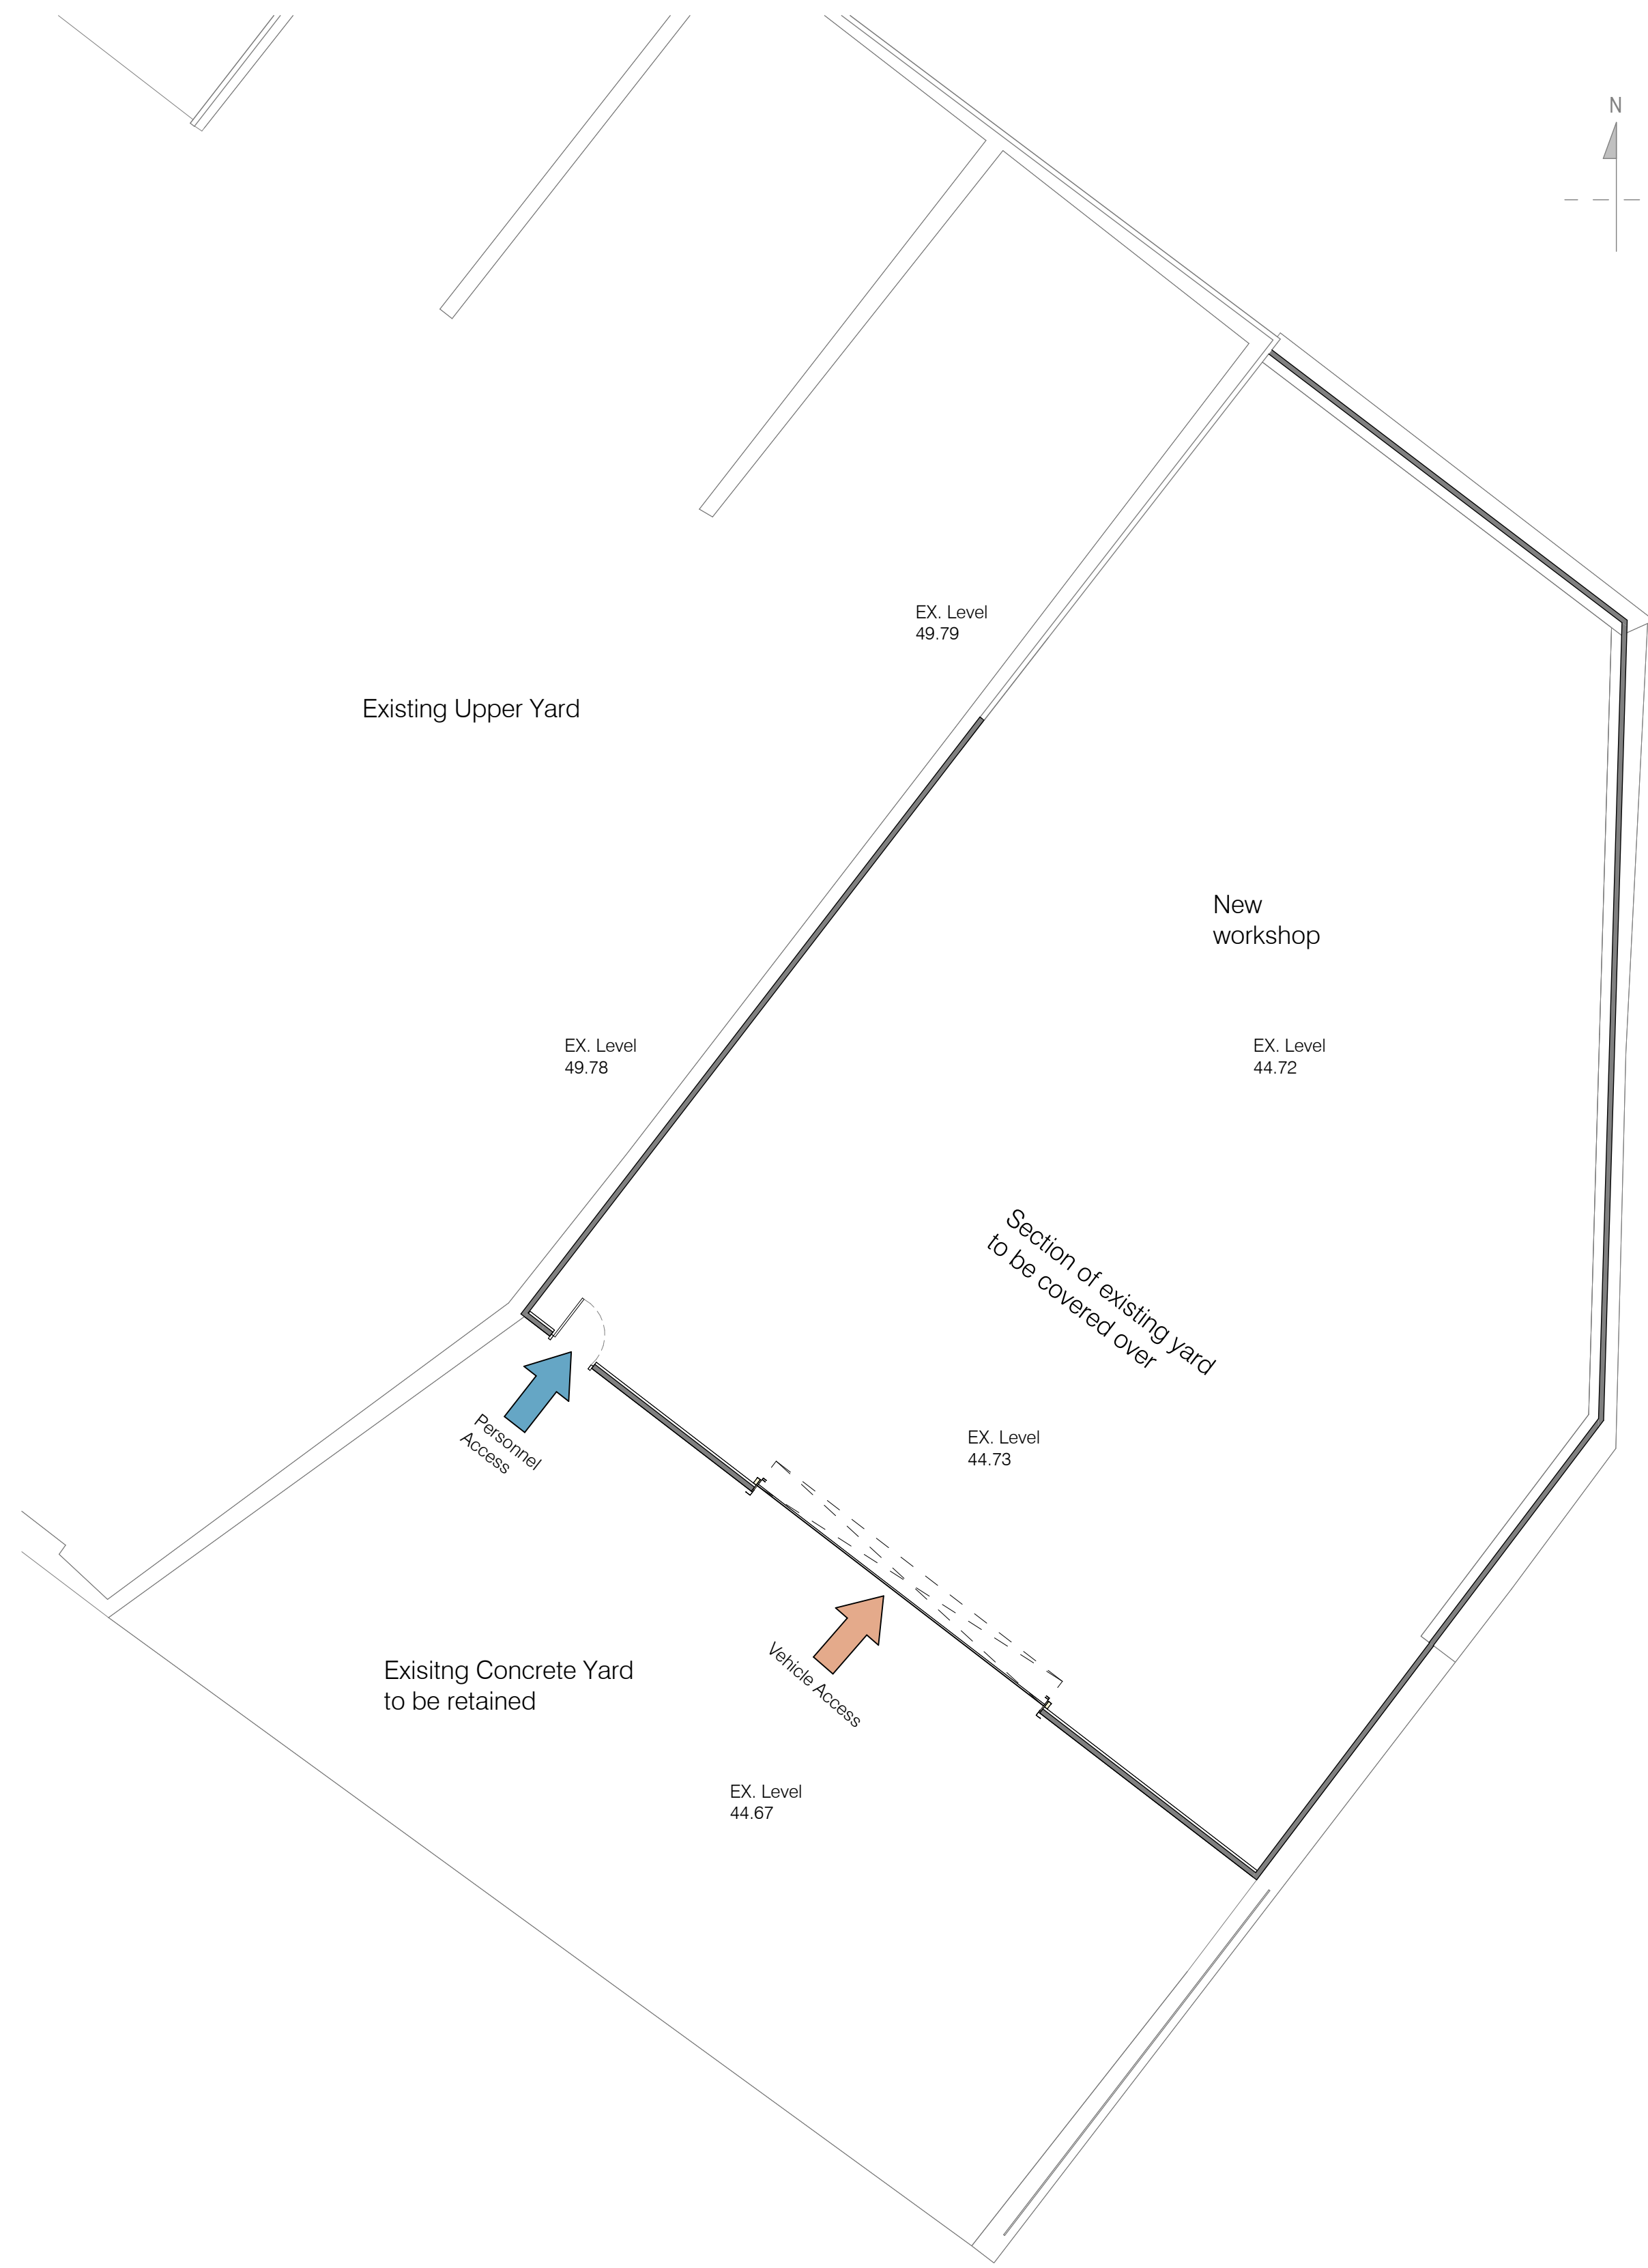 N
EX. Level
49.79
Existing Upper Yard
New
workshop
EX. Level
49.78
EX. Level
44.72
Section of existing yard
to be covered over
Personnel
Access
EX. Level
44.73
Vehicle Access
Exisitng Concrete Yard
to be retained
EX. Level
44.67